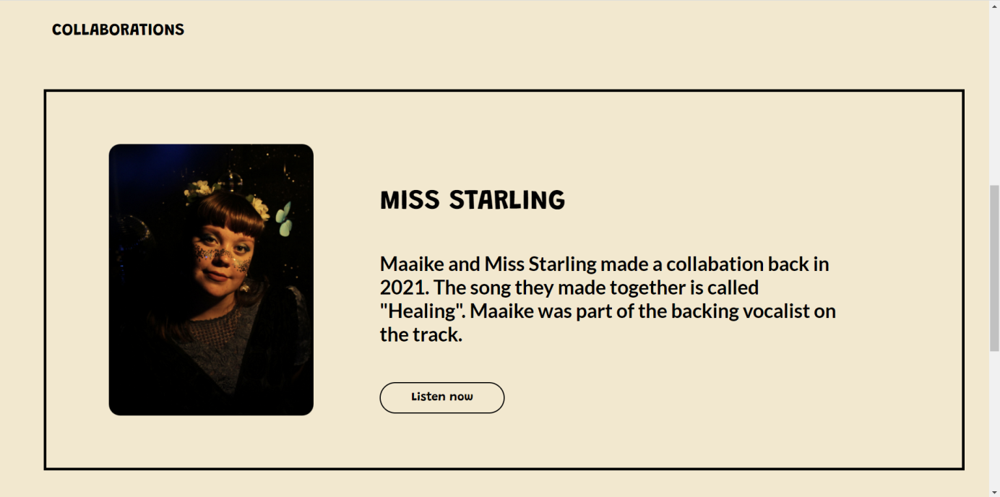 COLLABORATIONS
MISS STARLING
Maaike and Miss Starling made a collabation back in
2021. The song they made together is called
"Healing". Maaike was part of the backing vocalist on
the track.
Listen now